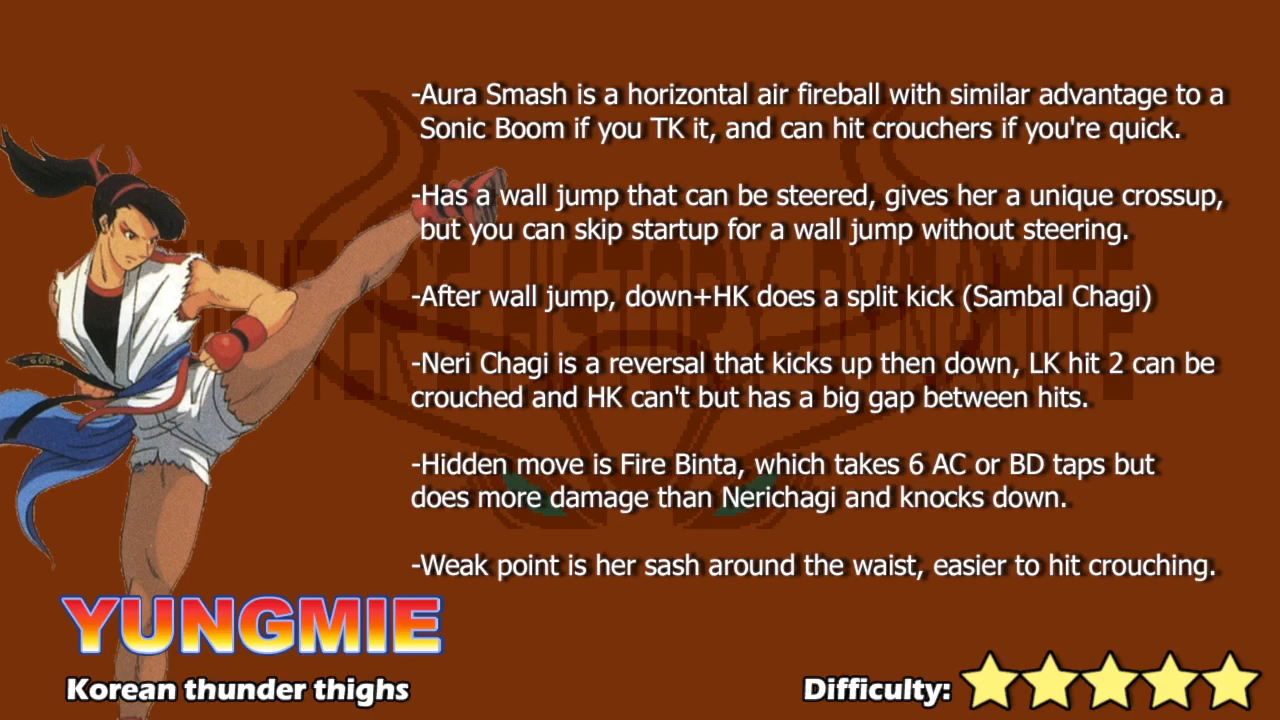 -Aura Smash is a horizontal air fireball with similar advantage to a
Sonic Boom if you TK it, and can hit crouchers if you're quick.
-Has a wall jump that can be steered, gives her a unique crossup,
but you can skip startup for a wall jump without steering.
-After wall jump, down+HK does a split kick (Sambal Chagi)
-Neri Chagi is a reversal that kicks up then down, LK hit 2 can be
crouched and HK can't but has a big gap between hits.
-Hidden move is Fire Binta, which takes 6 AC or BD taps but
does more damage than Nerichagi and knocks down.
-Weak point is her sash around the waist, easier to hit crouching.
FIGHTER'S HISTORY DYNAMITE
YUNGMIE
Korean thunder thighs
Difficulty: